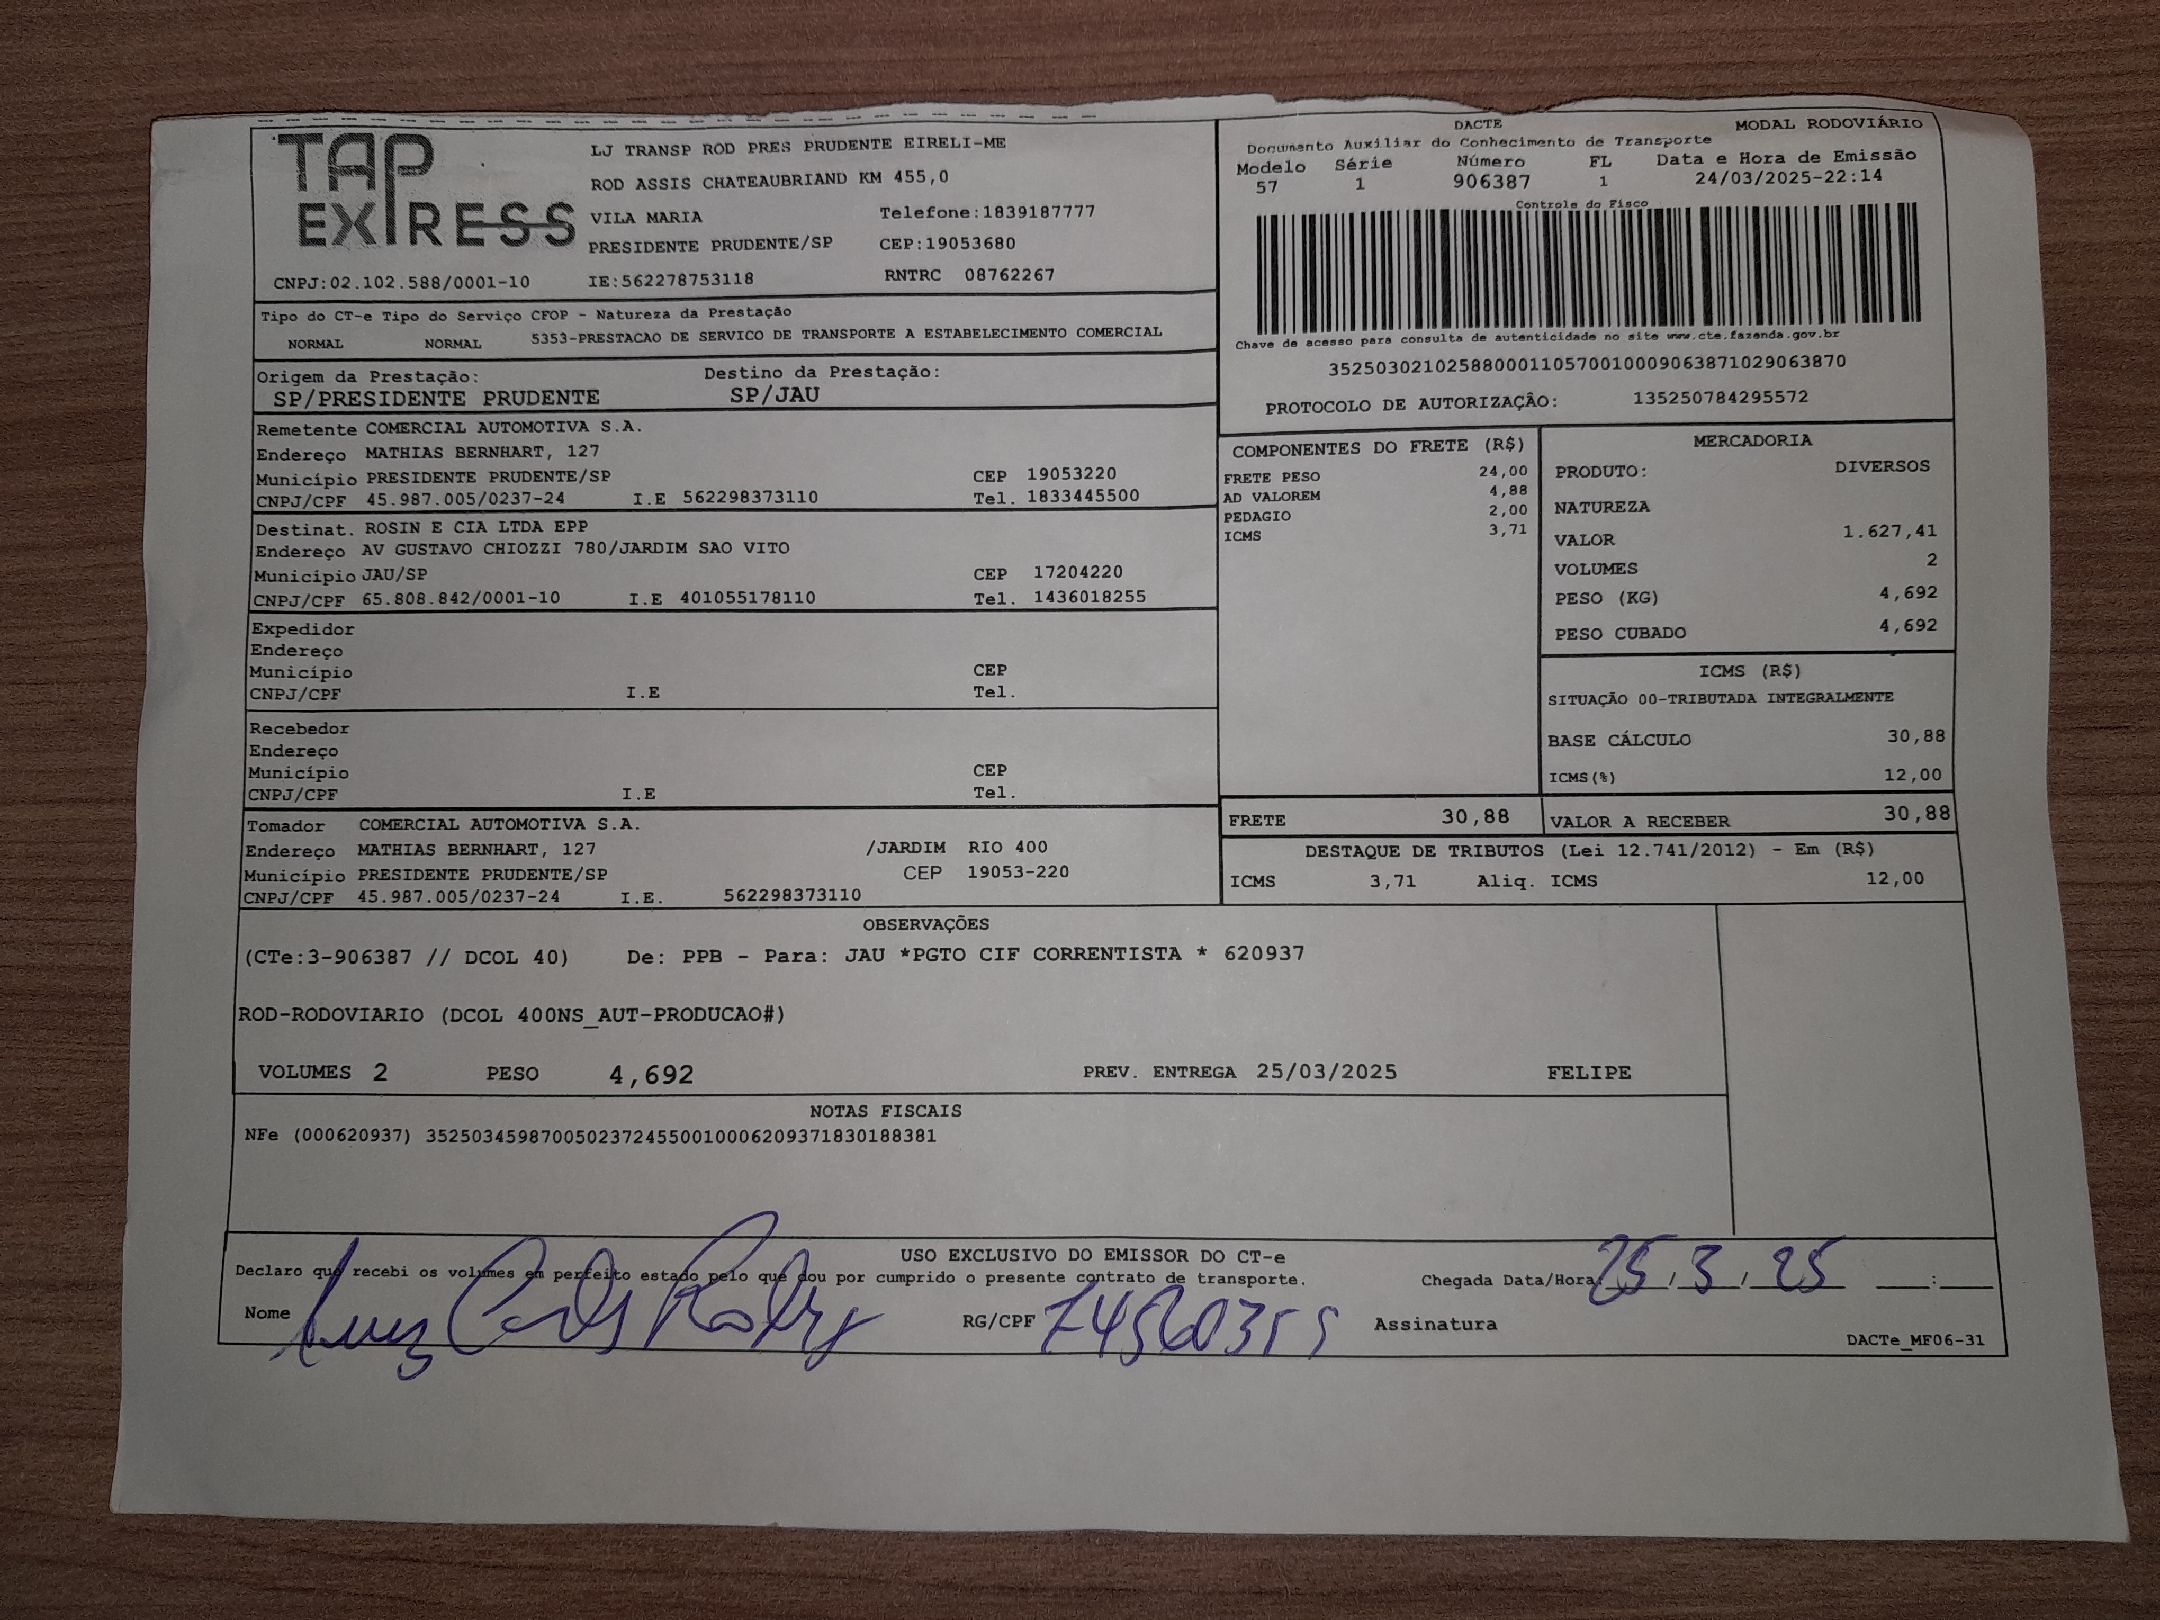 TAP EXPRESS
LJ TRANSP ROD PRES PRUDENTE EIRELI-ME
ROD ASSIS CHATEAUBRIAND KM 455,0
VILA MARIA Telefone:1839187777
PRESIDENTE PRUDENTE/SP CEP:19053680
CNPJ:02.102.588/0001-10 IE:562278753118 RNTRC 08762267
DACTE MODAL RODOVIÁRIO
Documento Auxiliar do Conhecimento de Transporte
Modelo Série Número FL Data e Hora de Emissão
57 1 906387 1 24/03/2025-22:14
Controle do Fisco
Chave de acesso para consulta de autenticidade no site www.cte.fazenda.gov.br
35250302102588000110570010009063871029063870
PROTOCOLO DE AUTORIZAÇÃO: 135250784295572
Tipo do CT-e Tipo do Serviço CFOP - Natureza da Prestação
NORMAL NORMAL 5353-PRESTACAO DE SERVICO DE TRANSPORTE A ESTABELECIMENTO COMERCIAL
Origem da Prestação: Destino da Prestação:
SP/PRESIDENTE PRUDENTE SP/JAU
Remetente COMERCIAL AUTOMOTIVA S.A.
Endereço MATHIAS BERNHART, 127
Município PRESIDENTE PRUDENTE/SP CEP 19053220
CNPJ/CPF 45.987.005/0237-24 I.E 562298373110 Tel. 1833445500
Destinat. ROSIN E CIA LTDA EPP
Endereço AV GUSTAVO CHIOZZI 780/JARDIM SAO VITO
Município JAU/SP CEP 17204220
CNPJ/CPF 65.808.842/0001-10 I.E 401055178110 Tel. 1436018255
Expedidor
Endereço
Município CEP
CNPJ/CPF I.E Tel.
Recebedor
Endereço
Município CEP
CNPJ/CPF I.E Tel.
Tomador COMERCIAL AUTOMOTIVA S.A.
Endereço MATHIAS BERNHART, 127 /JARDIM RIO 400
Município PRESIDENTE PRUDENTE/SP CEP 19053-220
CNPJ/CPF 45.987.005/0237-24 I.E. 562298373110
COMPONENTES DO FRETE (R$)
FRETE PESO 24,00
AD VALOREM 4,88
PEDAGIO 2,00
ICMS 3,71
MERCADORIA
PRODUTO: DIVERSOS
NATUREZA
VALOR 1.627,41
VOLUMES 2
PESO (KG) 4,692
PESO CUBADO 4,692
ICMS (R$)
SITUAÇÃO 00-TRIBUTADA INTEGRALMENTE
BASE CÁLCULO 30,88
ICMS(%) 12,00
FRETE 30,88 VALOR A RECEBER 30,88
DESTAQUE DE TRIBUTOS (Lei 12.741/2012) - Em (R$)
ICMS 3,71 Aliq. ICMS 12,00
OBSERVAÇÕES
(CTe:3-906387 // DCOL 40) De: PPB - Para: JAU *PGTO CIF CORRENTISTA * 620937
ROD-RODOVIARIO (DCOL 400NS_AUT-PRODUCAO#)
VOLUMES 2 PESO 4,692 PREV. ENTREGA 25/03/2025 FELIPE
NOTAS FISCAIS
NFe (000620937) 35250345987005023724550010006209371830188381
USO EXCLUSIVO DO EMISSOR DO CT-e
Declaro que recebi os volumes em perfeito estado pelo que dou por cumprido o presente contrato de transporte. Chegada Data/Hora 25/3/25 __:__
Nome Luiz Carlos RG/CPF Assinatura
DACTe_MF06-31